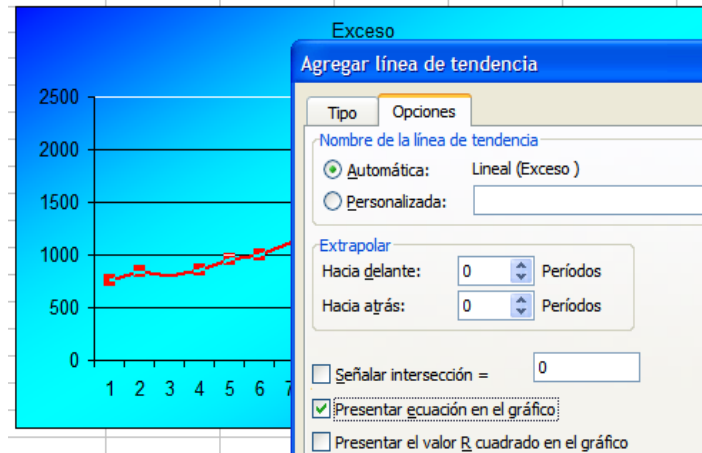 Exceso
2500
2000
1500
1000
500
0
1 2 3 4 5 6 7
Agregar línea de tendencia
Tipo Opciones
Nombre de la línea de tendencia
Automática: Lineal (Exceso )
Personalizada:
Extrapolar
Hacia delante: 0 Períodos
Hacia atrás: 0 Períodos
Señalar intersección = 0
Presentar ecuación en el gráfico
Presentar el valor R cuadrado en el gráfico